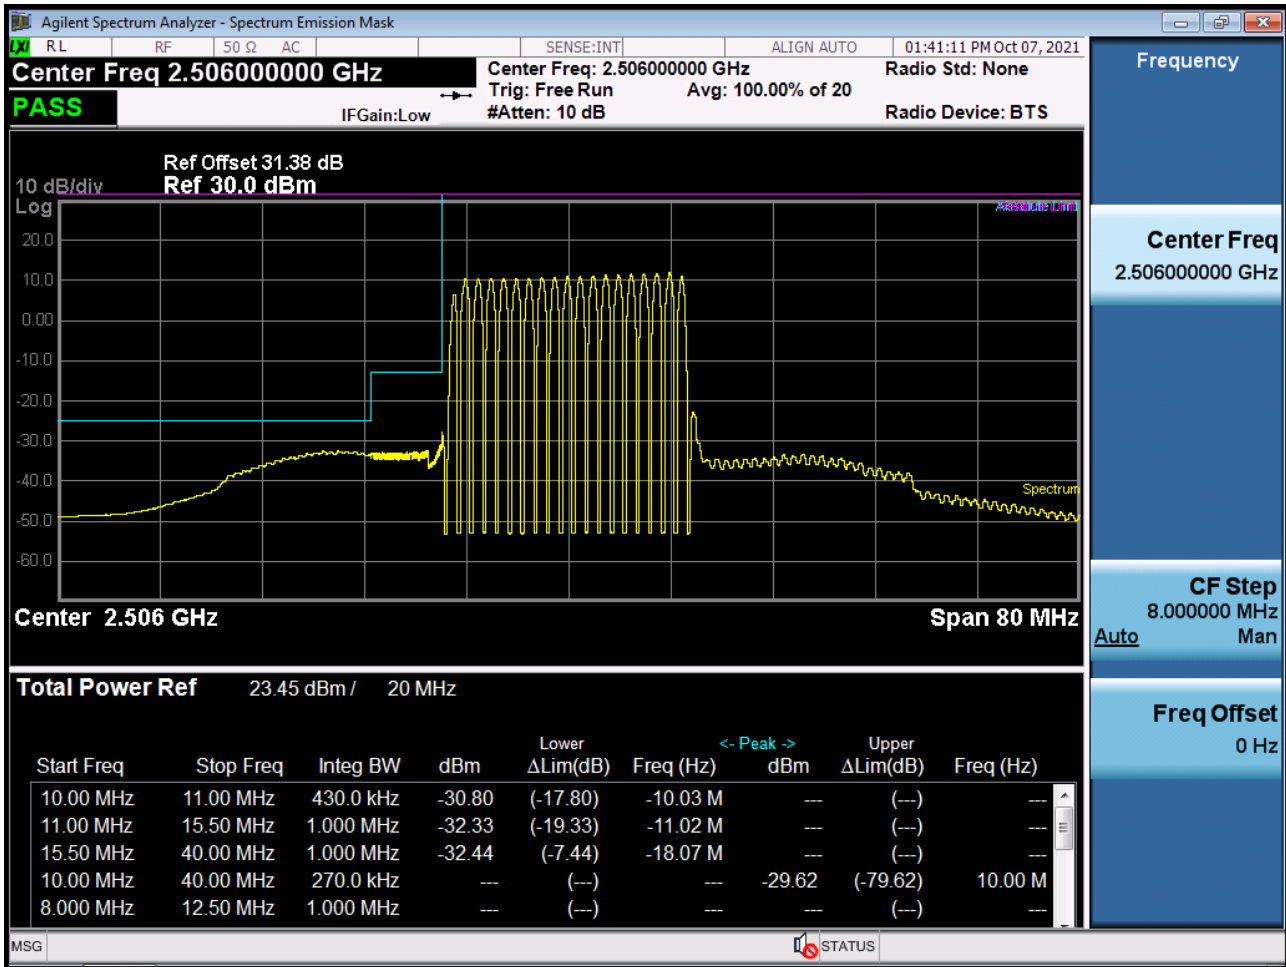 Agilent Spectrum Analyzer - Spectrum Emission Mask
LXI RL RF 50 Ω AC SENSE:INT ALIGN AUTO 01:41:11 PM Oct 07, 2021
Center Freq 2.506000000 GHz
Center Freq: 2.506000000 GHz Radio Std: None
Trig: Free Run Avg: 100.00% of 20
PASS IFGain:Low #Atten: 10 dB Radio Device: BTS
Ref Offset 31.38 dB
10 dB/div Ref 30.0 dBm
Log
Absolute Limit
20.0
10.0
0.00
-10.0
-20.0
-30.0
-40.0
Spectrum
-50.0
-60.0
Center 2.506 GHz Span 80 MHz
Total Power Ref 23.45 dBm / 20 MHz
Lower <- Peak -> Upper
Start Freq Stop Freq Integ BW dBm ΔLim(dB) Freq (Hz) dBm ΔLim(dB) Freq (Hz)
10.00 MHz 11.00 MHz 430.0 kHz -30.80 (-17.80) -10.03 M --- (---) ---
11.00 MHz 15.50 MHz 1.000 MHz -32.33 (-19.33) -11.02 M --- (---) ---
15.50 MHz 40.00 MHz 1.000 MHz -32.44 (-7.44) -18.07 M --- (---) ---
10.00 MHz 40.00 MHz 270.0 kHz --- (---) --- -29.62 (-79.62) 10.00 M
8.000 MHz 12.50 MHz 1.000 MHz --- (---) --- --- (---) ---
MSG STATUS
Frequency
Center Freq
2.506000000 GHz
CF Step
8.000000 MHz
Auto Man
Freq Offset
0 Hz